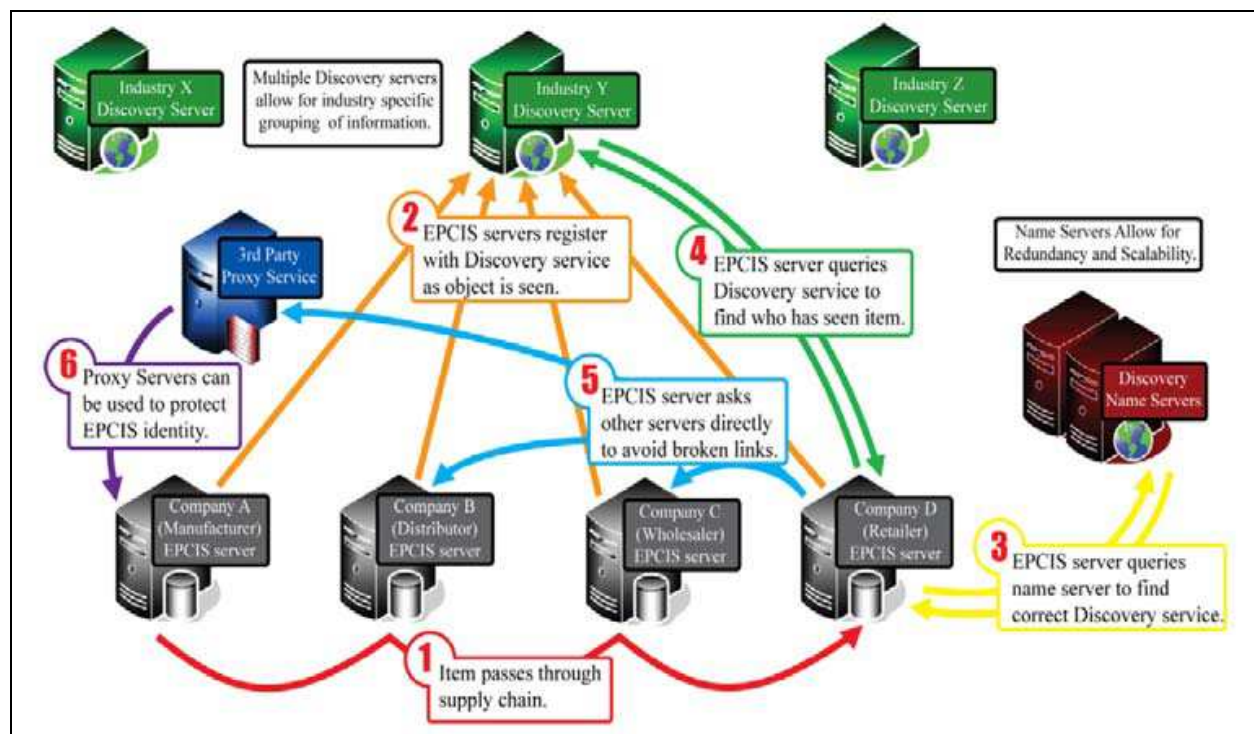 Industry X
Discovery Server
Multiple Discovery servers
allow for industry specific
grouping of information.
Industry Y
Discovery Server
Industry Z
Discovery Server
3rd Party
Proxy Service
2
EPCIS servers register
with Discovery service
as object is seen.
4
EPCIS server queries
Discovery service to
find who has seen item.
Name Servers Allow for
Redundancy and Scalability.
6
Proxy Servers can
be used to protect
EPCIS identity.
5
EPCIS server asks
other servers directly
to avoid broken links.
Discovery
Name Servers
Company A
(Manufacturer)
EPCIS server
Company B
(Distributor)
EPCIS server
Company C
(Wholesaler)
EPCIS server
Company D
(Retailer)
EPCIS server
3
EPCIS server queries
name server to find
correct Discovery service.
1
Item passes through
supply chain.